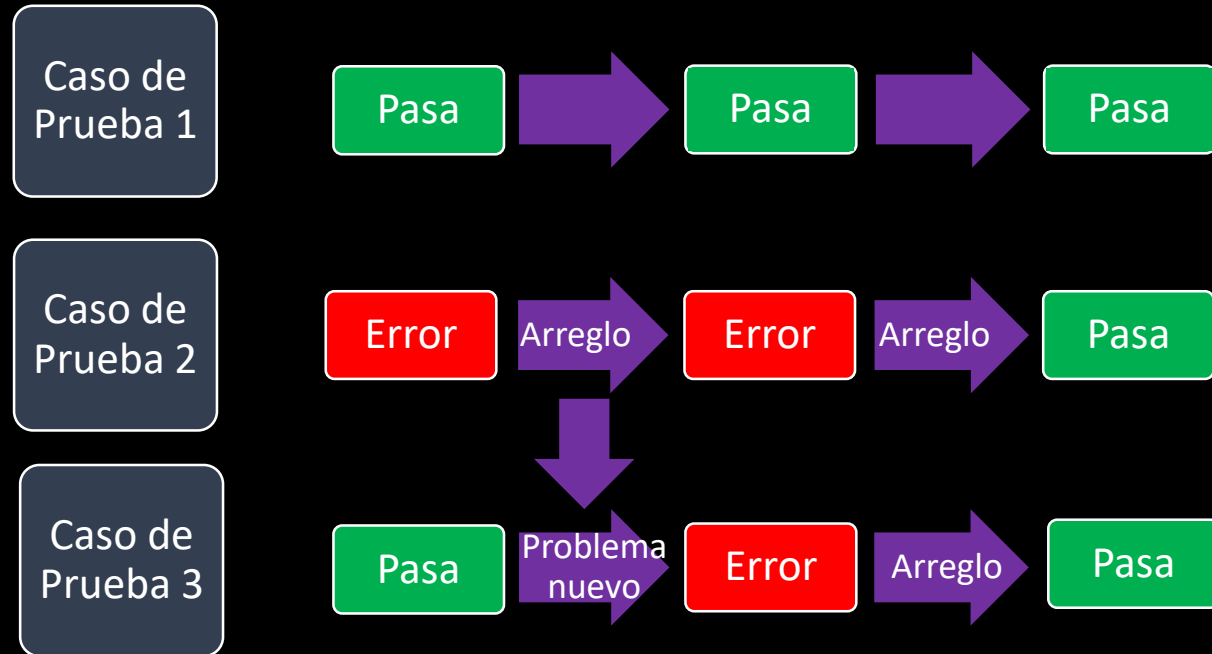 Caso de
Prueba 1
Pasa
Pasa
Pasa
Caso de
Prueba 2
Error
Arreglo
Error
Arreglo
Pasa
Caso de
Prueba 3
Pasa
Problema
nuevo
Error
Arreglo
Pasa